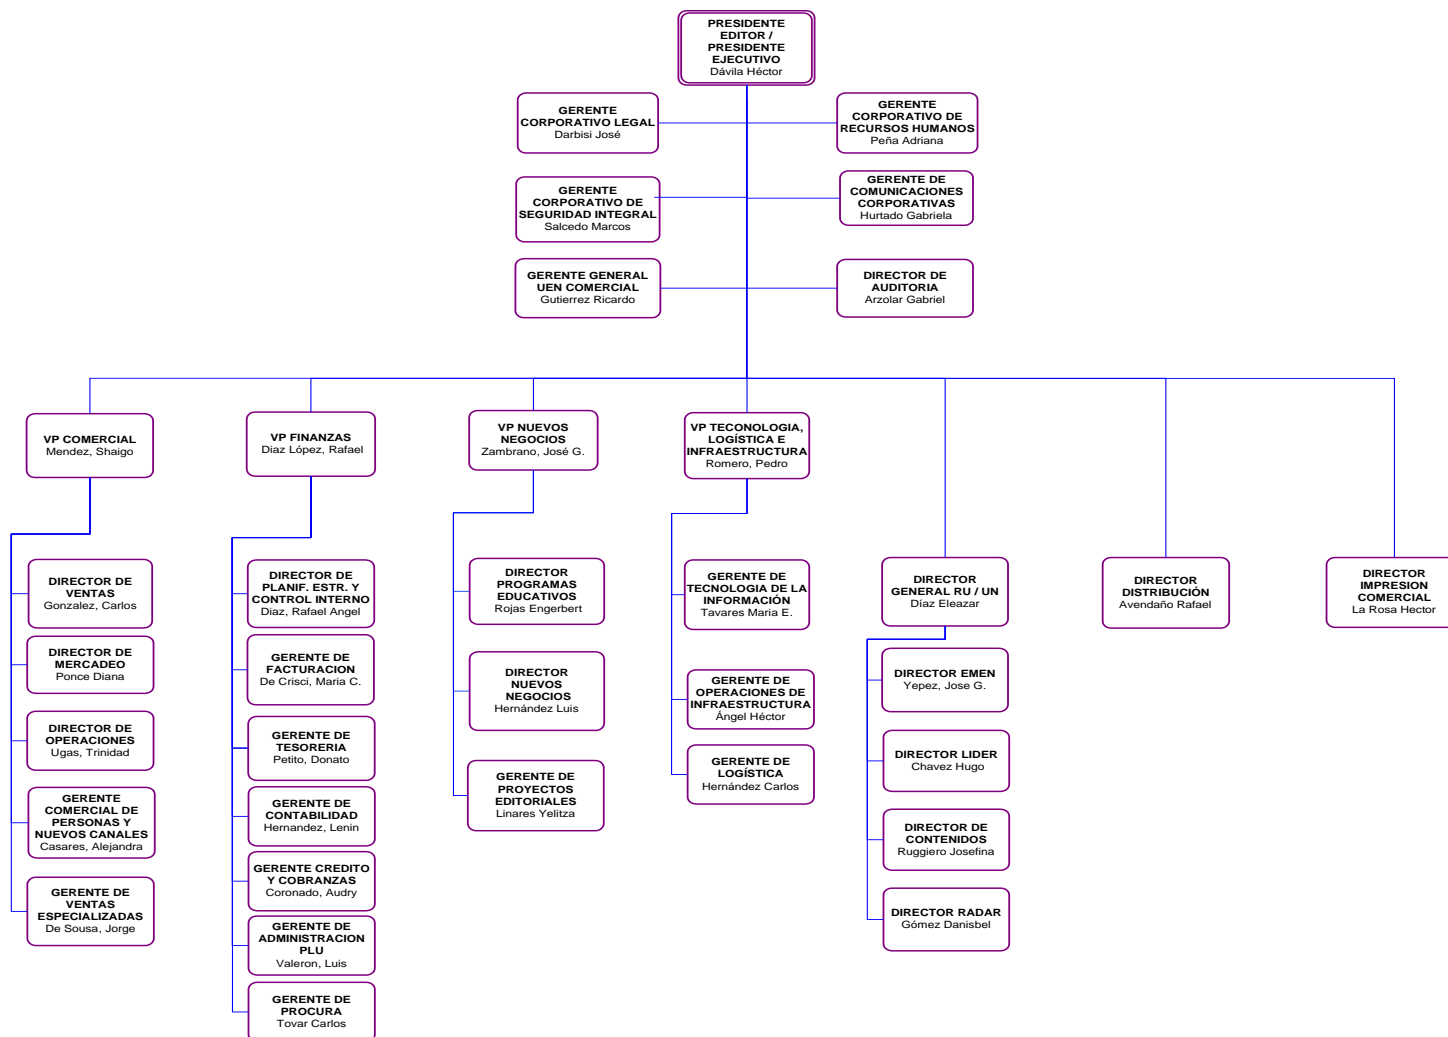 PRESIDENTE
EDITOR /
PRESIDENTE
EJECUTIVO
Dávila Héctor
GERENTE
CORPORATIVO LEGAL
Darbisi José
GERENTE
CORPORATIVO DE
RECURSOS HUMANOS
Peña Adriana
GERENTE
CORPORATIVO DE
SEGURIDAD INTEGRAL
Salcedo Marcos
GERENTE DE
COMUNICACIONES
CORPORATIVAS
Hurtado Gabriela
GERENTE GENERAL
UEN COMERCIAL
Gutierrez Ricardo
DIRECTOR DE
AUDITORIA
Arzolar Gabriel
VP COMERCIAL
Mendez, Shaigo
VP FINANZAS
Diaz López, Rafael
VP NUEVOS
NEGOCIOS
Zambrano, José G.
VP TECONOLOGIA,
LOGÍSTICA E
INFRAESTRUCTURA
Romero, Pedro
DIRECTOR DE
VENTAS
Gonzalez, Carlos
DIRECTOR DE
MERCADEO
Ponce Diana
DIRECTOR DE
OPERACIONES
Ugas, Trinidad
GERENTE
COMERCIAL DE
PERSONAS Y
NUEVOS CANALES
Casares, Alejandra
GERENTE DE
VENTAS
ESPECIALIZADAS
De Sousa, Jorge
DIRECTOR DE
PLANIF. ESTR. Y
CONTROL INTERNO
Diaz, Rafael Angel
GERENTE DE
FACTURACION
De Crisci, Maria C.
GERENTE DE
TESORERIA
Petito, Donato
GERENTE DE
CONTABILIDAD
Hernandez, Lenin
GERENTE CREDITO
Y COBRANZAS
Coronado, Audry
GERENTE DE
ADMINISTRACION
PLU
Valeron, Luis
GERENTE DE
PROCURA
Tovar Carlos
DIRECTOR
PROGRAMAS
EDUCATIVOS
Rojas Engerbert
DIRECTOR
NUEVOS
NEGOCIOS
Hernández Luis
GERENTE DE
PROYECTOS
EDITORIALES
Linares Yelitza
GERENTE DE
TECNOLOGIA DE LA
INFORMACIÓN
Tavares Maria E.
GERENTE DE
OPERACIONES DE
INFRAESTRUCTURA
Ángel Héctor
GERENTE DE
LOGÍSTICA
Hernández Carlos
DIRECTOR
GENERAL RU / UN
Díaz Eleazar
DIRECTOR EMEN
Yepez, Jose G.
DIRECTOR LIDER
Chavez Hugo
DIRECTOR DE
CONTENIDOS
Ruggiero Josefina
DIRECTOR RADAR
Gómez Danisbel
DIRECTOR
DISTRIBUCIÓN
Avendaño Rafael
DIRECTOR
IMPRESION
COMERCIAL
La Rosa Hector